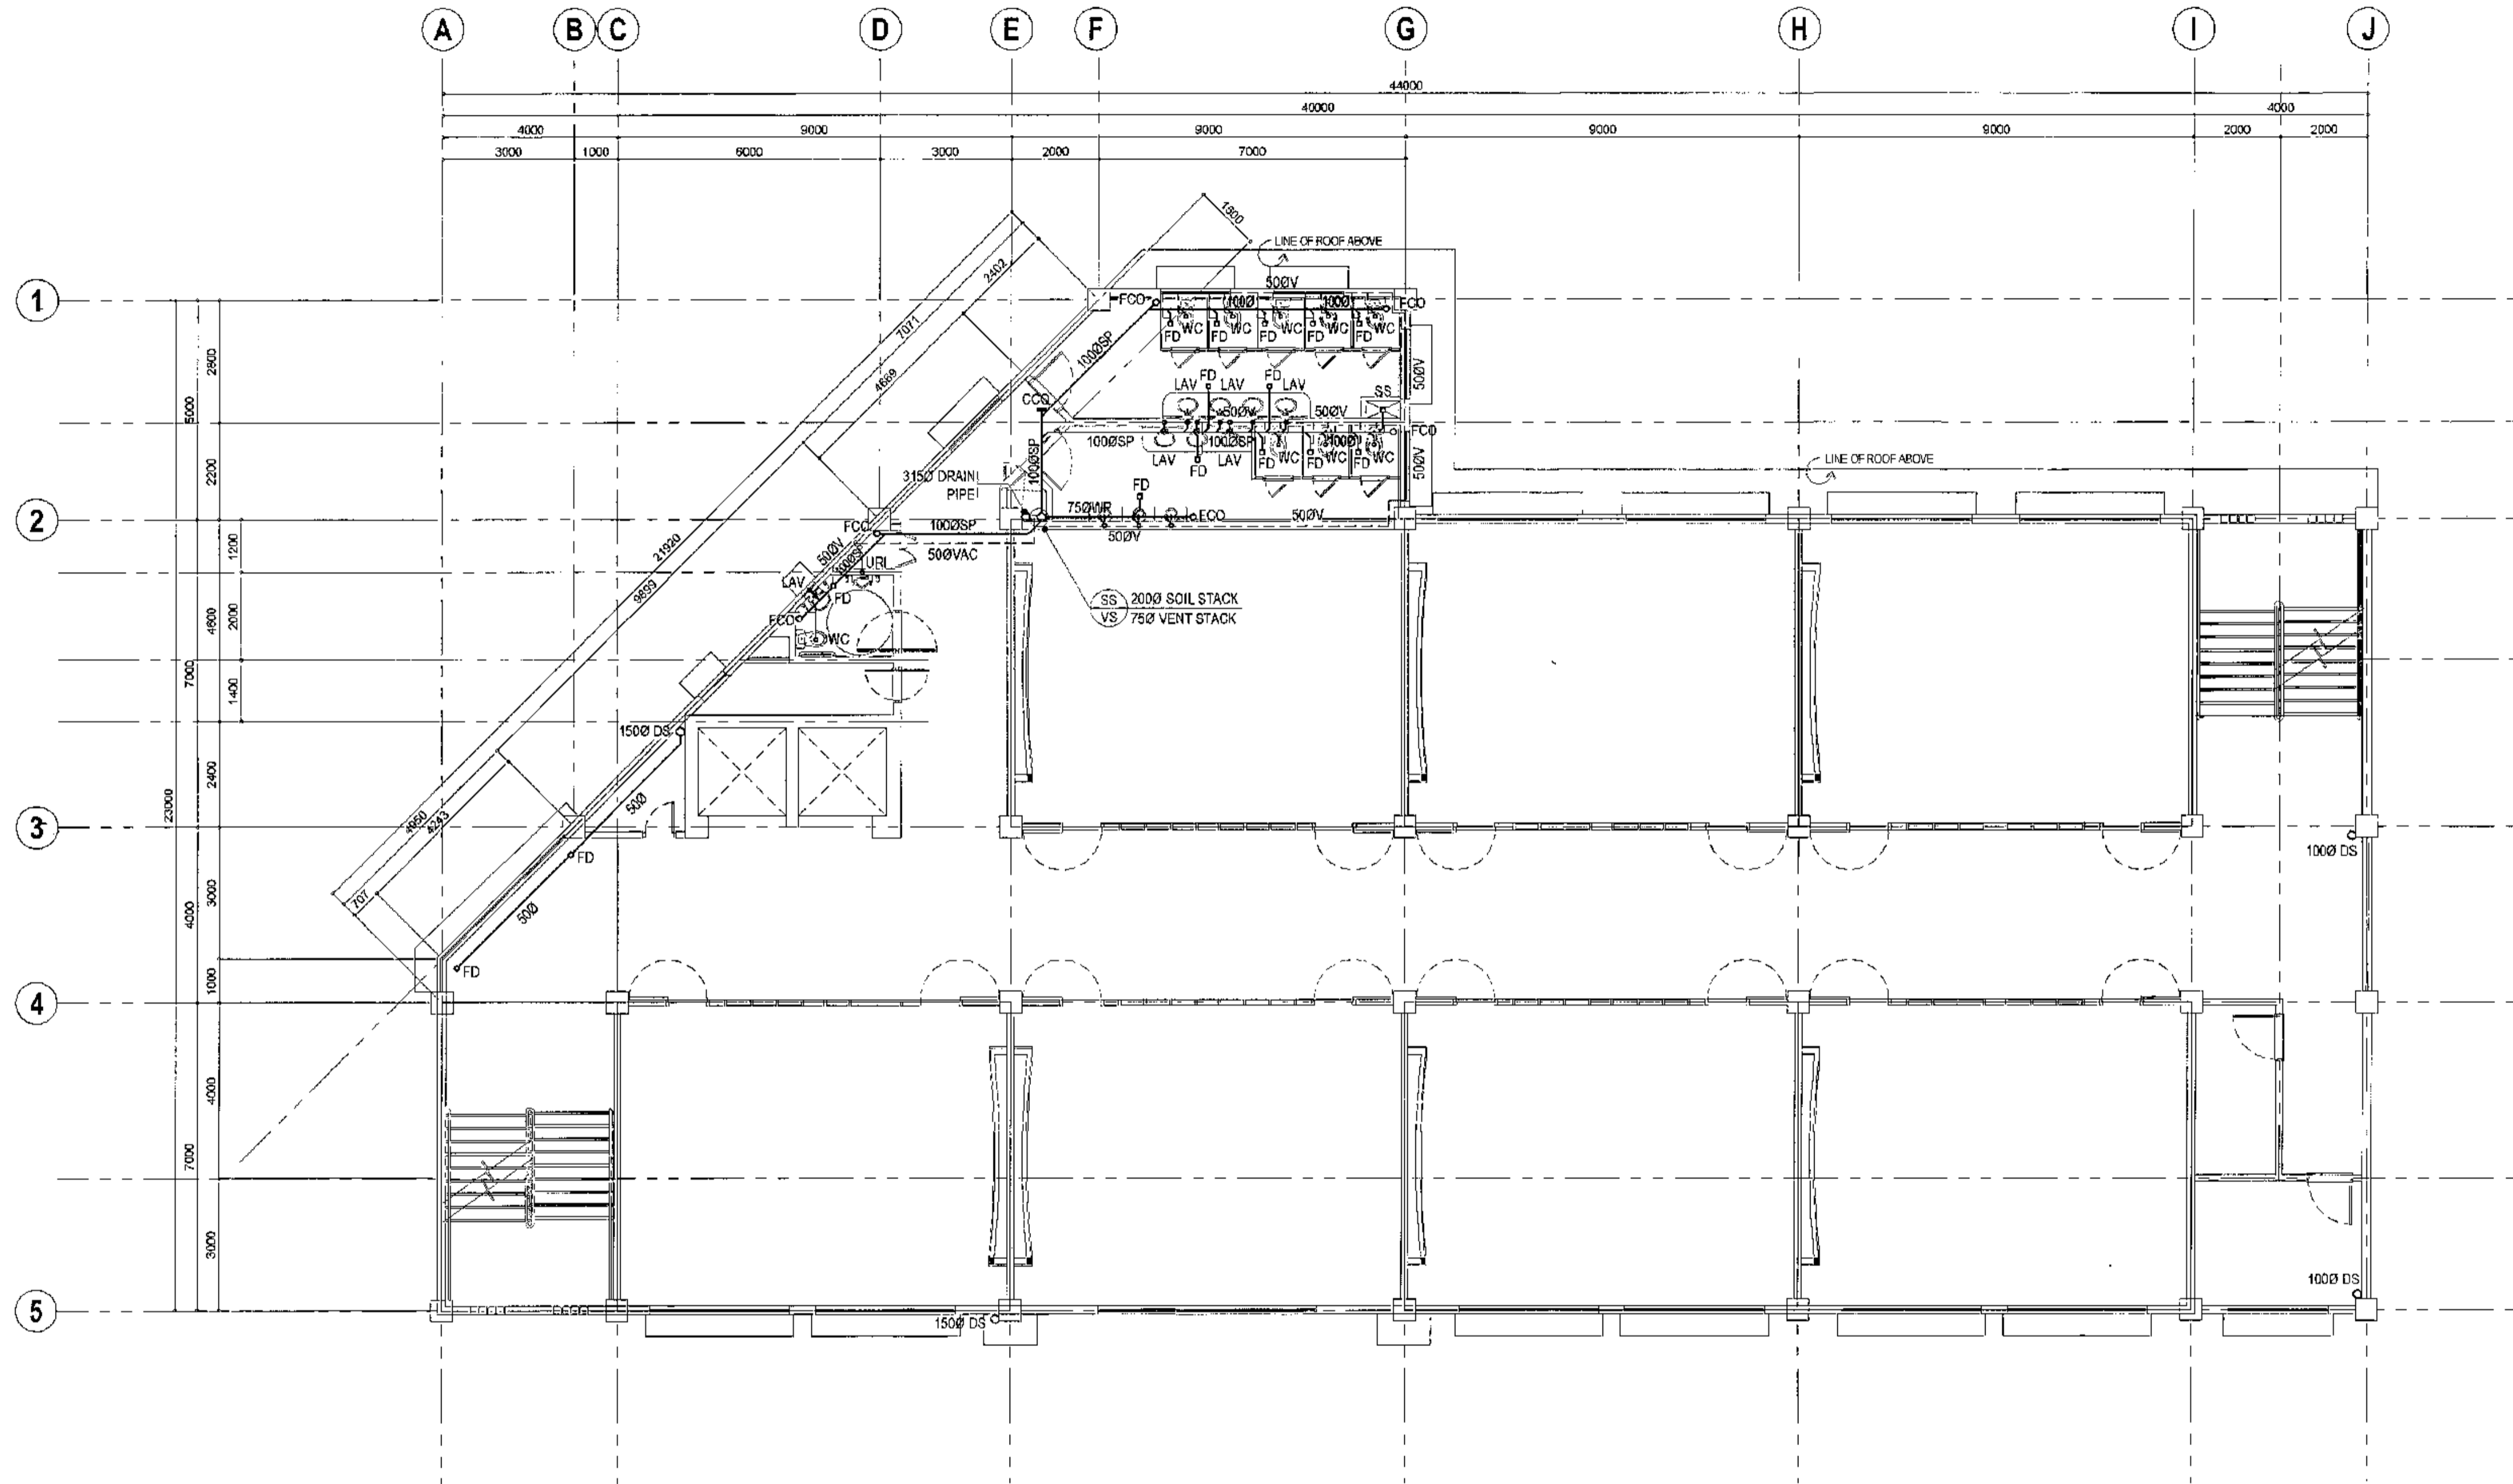 A B C D E F G H I J
44000
40000 4000
4000 9000 9000 9000 9000 2000 2000
3000 1000 6000 3000 2000 7000
1500
LINE OF ROOF ABOVE
2402
50ØV
1
FCO 100Ø 100Ø FCO
WC WC WC WC WC
FD FD FD FD FD
7071
100ØSP
2800
4669
50ØV
FD FD
LAV LAV LAV SS
CCO
5000
50ØV 50ØV
FCO
100ØSP 100ØSP 100Ø
100ØSP
LAV FD LAV
FD WC FD WC FD WC
50ØV
LINE OF ROOF ABOVE
2200
315Ø DRAIN
PIPE
FD
75ØWR
2
FCO 100ØSP ECO 50ØV
50ØV
1200
50ØV
100ØSP
50ØVAC
URI
21920
LAV
9899
FD
SS 200Ø SOIL STACK
VS 75Ø VENT STACK
4600 2000
FCO
WC
7000
1400
150Ø DS
2400
50Ø
23000
3
4950
4243
FD
100Ø DS
707
3000
4000
50Ø
FD
1000
4
4000
7000
3000
100Ø DS
5
150Ø DS